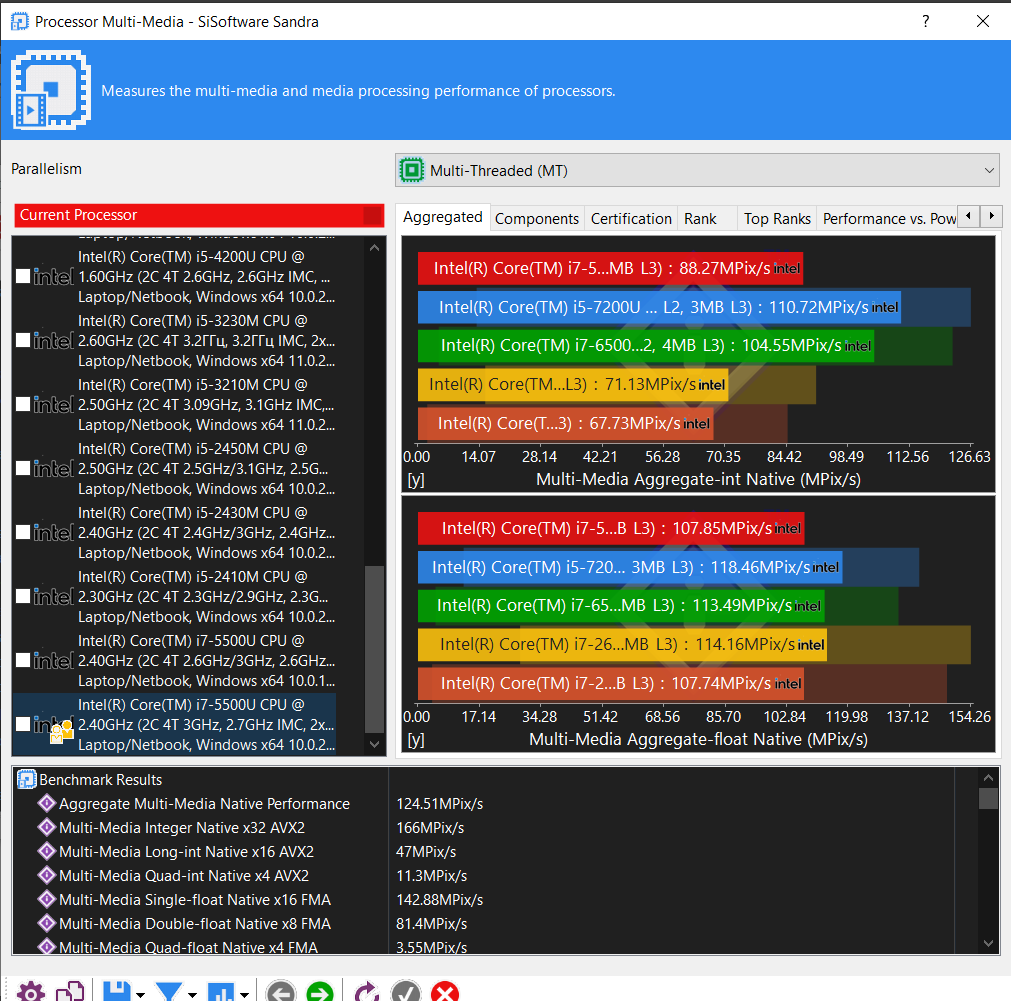 Processor Multi-Media - SiSoftware Sandra
?
Measures the multi-media and media processing performance of processors.
Parallelism
Multi-Threaded (MT)
Current Processor
Intel(R) Core(TM) i5-4200U CPU @
1.60GHz (2C 4T 2.6GHz, 2.6GHz IMC, ...
Laptop/Netbook, Windows x64 10.0.2...
Intel(R) Core(TM) i5-3230M CPU @
2.60GHz (2C 4T 3.2ГГц, 3.2ГГц IMC, 2x...
Laptop/Netbook, Windows x64 11.0.2...
Intel(R) Core(TM) i5-3210M CPU @
2.50GHz (2C 4T 3.09GHz, 3.1GHz IMC,...
Laptop/Netbook, Windows x64 11.0.2...
Intel(R) Core(TM) i5-2450M CPU @
2.50GHz (2C 4T 2.5GHz/3.1GHz, 2.5G...
Laptop/Netbook, Windows x64 10.0.2...
Intel(R) Core(TM) i5-2430M CPU @
2.40GHz (2C 4T 2.4GHz/3GHz, 2.4GHz...
Laptop/Netbook, Windows x64 10.0.2...
Intel(R) Core(TM) i5-2410M CPU @
2.30GHz (2C 4T 2.3GHz/2.9GHz, 2.3G...
Laptop/Netbook, Windows x64 10.0.2...
Intel(R) Core(TM) i7-5500U CPU @
2.40GHz (2C 4T 2.6GHz/3GHz, 2.6GHz...
Laptop/Netbook, Windows x64 10.0.1...
Intel(R) Core(TM) i7-5500U CPU @
2.40GHz (2C 4T 3GHz, 2.7GHz IMC, 2x...
Laptop/Netbook, Windows x64 10.0.2...
intel
intel
intel
intel
intel
intel
intel
Aggregated Components Certification Rank Top Ranks Performance vs. Pow
Intel(R) Core(TM) i7-5...MB L3) : 88.27MPix/s intel
Intel(R) Core(TM) i5-7200U ... L2, 3MB L3) : 110.72MPix/s intel
Intel(R) Core(TM) i7-6500...2, 4MB L3) : 104.55MPix/s intel
Intel(R) Core(TM...L3) : 71.13MPix/s intel
Intel(R) Core(T...3) : 67.73MPix/s intel
0.00 14.07 28.14 42.21 56.28 70.35 84.42 98.49 112.56 126.63
[y] Multi-Media Aggregate-int Native (MPix/s)
Intel(R) Core(TM) i7-5...B L3) : 107.85MPix/s intel
Intel(R) Core(TM) i5-720... 3MB L3) : 118.46MPix/s intel
Intel(R) Core(TM) i7-65...MB L3) : 113.49MPix/s intel
Intel(R) Core(TM) i7-26...MB L3) : 114.16MPix/s intel
Intel(R) Core(TM) i7-2...B L3) : 107.74MPix/s intel
0.00 17.14 34.28 51.42 68.56 85.70 102.84 119.98 137.12 154.26
[y] Multi-Media Aggregate-float Native (MPix/s)
Benchmark Results
Aggregate Multi-Media Native Performance 124.51MPix/s
Multi-Media Integer Native x32 AVX2 166MPix/s
Multi-Media Long-int Native x16 AVX2 47MPix/s
Multi-Media Quad-int Native x4 AVX2 11.3MPix/s
Multi-Media Single-float Native x16 FMA 142.88MPix/s
Multi-Media Double-float Native x8 FMA 81.4MPix/s
Multi-Media Quad-float Native x4 FMA 3.55MPix/s